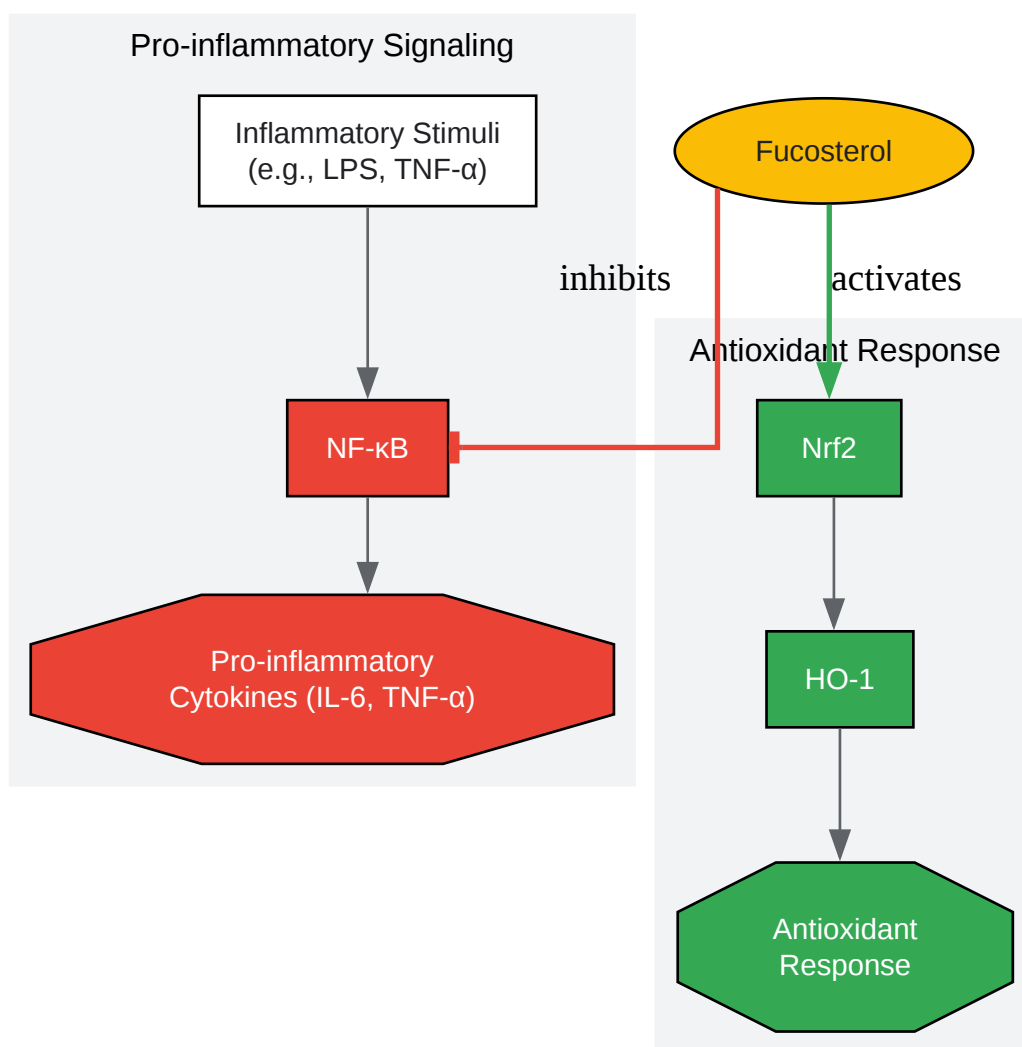 Pro-inflammatory Signaling
Inflammatory Stimuli
(e.g., LPS, TNF-α)
Fucosterol
inhibits
activates
Antioxidant Response
NF-κB
Nrf2
Pro-inflammatory
Cytokines (IL-6, TNF-α)
HO-1
Antioxidant
Response